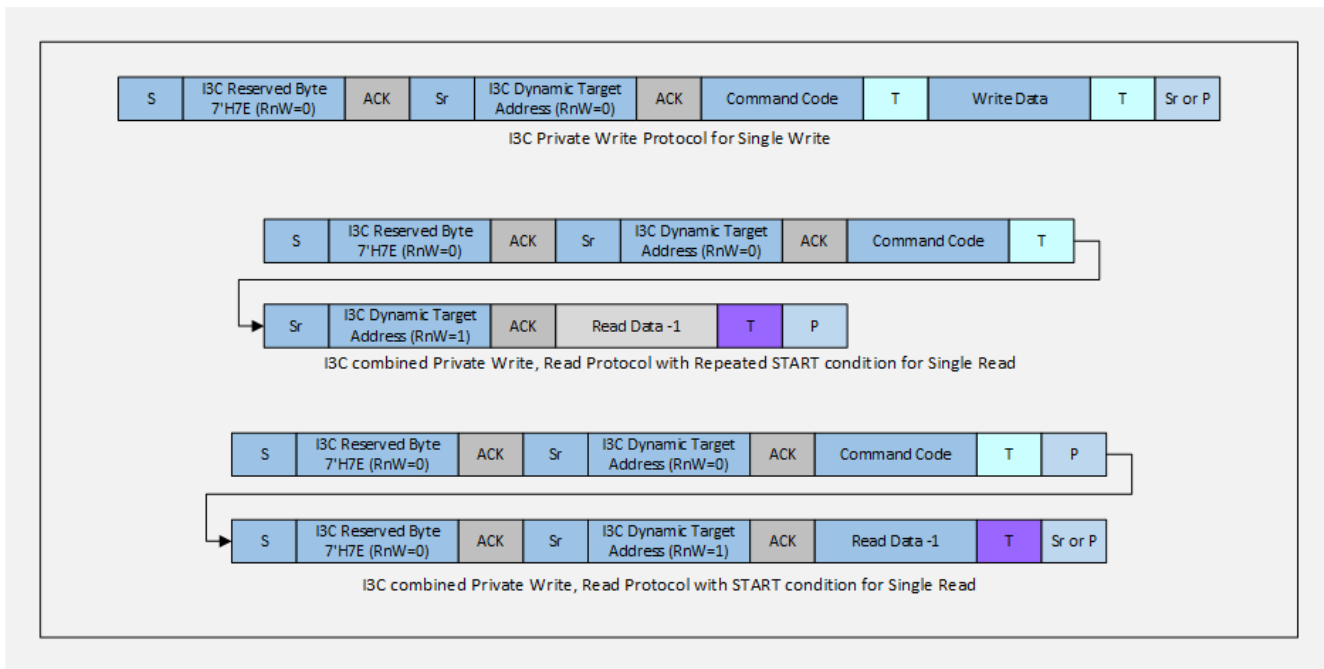 S I3C Reserved Byte 7'H7E (RnW=0) ACK Sr I3C Dynamic Target Address (RnW=0) ACK Command Code T Write Data T Sr or P
I3C Private Write Protocol for Single Write
S I3C Reserved Byte 7'H7E (RnW=0) ACK Sr I3C Dynamic Target Address (RnW=0) ACK Command Code T
Sr I3C Dynamic Target Address (RnW=1) ACK Read Data -1 T P
I3C combined Private Write, Read Protocol with Repeated START condition for Single Read
S I3C Reserved Byte 7'H7E (RnW=0) ACK Sr I3C Dynamic Target Address (RnW=0) ACK Command Code T P
S I3C Reserved Byte 7'H7E (RnW=0) ACK Sr I3C Dynamic Target Address (RnW=1) ACK Read Data -1 T Sr or P
I3C combined Private Write, Read Protocol with START condition for Single Read